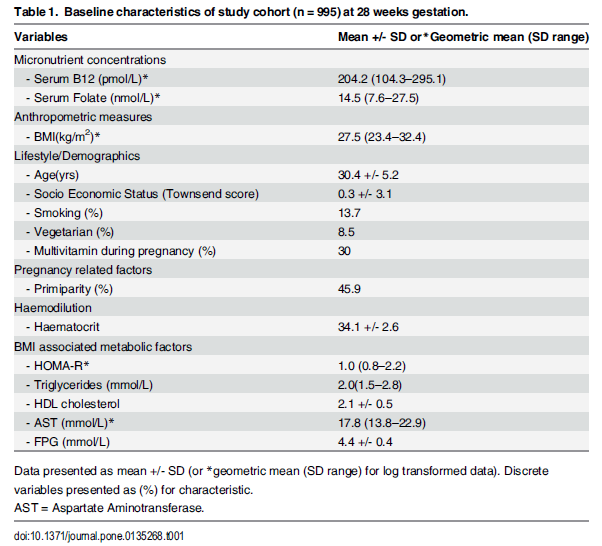 Table 1. Baseline characteristics of study cohort (n = 995) at 28 weeks gestation.
Variables Mean +/- SD or *Geometric mean (SD range)
Micronutrient concentrations
- Serum B12 (pmol/L)* 204.2 (104.3–295.1)
- Serum Folate (nmol/L)* 14.5 (7.6–27.5)
Anthropometric measures
- BMI(kg/m²)* 27.5 (23.4–32.4)
Lifestyle/Demographics
- Age(yrs) 30.4 +/- 5.2
- Socio Economic Status (Townsend score) 0.3 +/- 3.1
- Smoking (%) 13.7
- Vegetarian (%) 8.5
- Multivitamin during pregnancy (%) 30
Pregnancy related factors
- Primiparity (%) 45.9
Haemodilution
- Haematocrit 34.1 +/- 2.6
BMI associated metabolic factors
- HOMA-R* 1.0 (0.8–2.2)
- Triglycerides (mmol/L) 2.0(1.5–2.8)
- HDL cholesterol 2.1 +/- 0.5
- AST (mmol/L)* 17.8 (13.8–22.9)
- FPG (mmol/L) 4.4 +/- 0.4
Data presented as mean +/- SD (or *geometric mean (SD range) for log transformed data). Discrete
variables presented as (%) for characteristic.
AST = Aspartate Aminotransferase.
doi:10.1371/journal.pone.0135268.t001